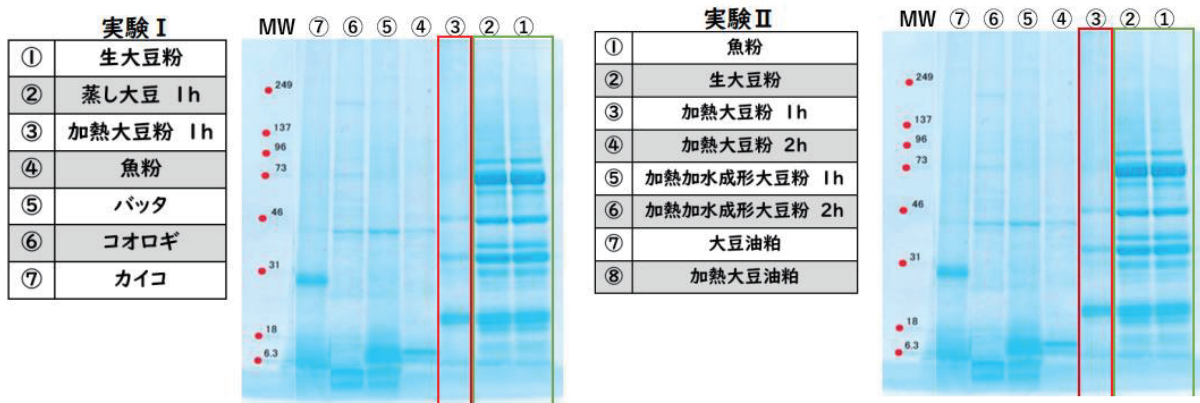 実験Ⅰ
① 生大豆粉
② 蒸し大豆 1h
③ 加熱大豆粉 1h
④ 魚粉
⑤ バッタ
⑥ コオロギ
⑦ カイコ
MW ⑦ ⑥ ⑤ ④ ③ ② ①
249
137
96
73
46
31
18
6.3
実験Ⅱ
① 魚粉
② 生大豆粉
③ 加熱大豆粉 1h
④ 加熱大豆粉 2h
⑤ 加熱加水成形大豆粉 1h
⑥ 加熱加水成形大豆粉 2h
⑦ 大豆油粕
⑧ 加熱大豆油粕
MW ⑦ ⑥ ⑤ ④ ③ ② ①
249
137
96
73
46
31
18
6.3